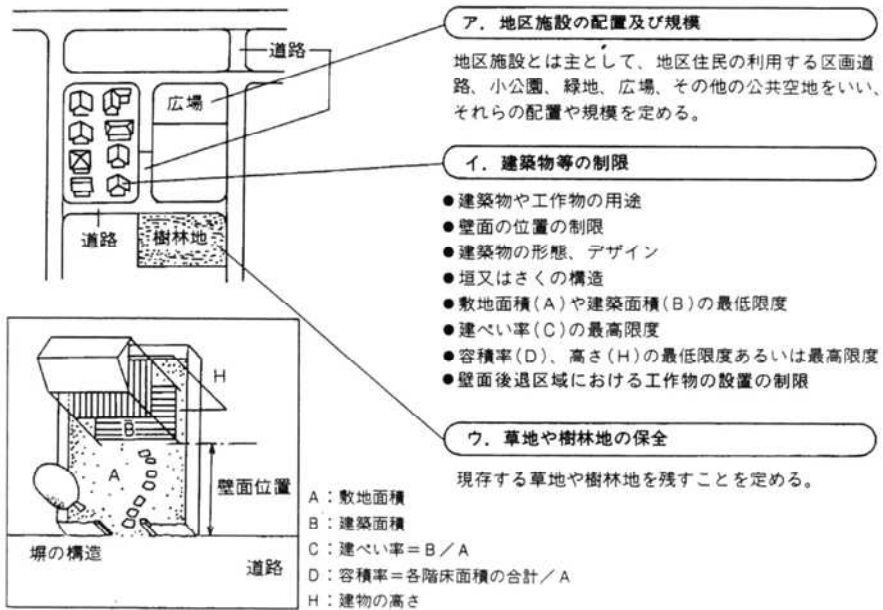 道路
広場
道路
樹林地
ア．地区施設の配置及び規模
地区施設とは主として、地区住民の利用する区画道
路、小公園、緑地、広場、その他の公共空地をいい、
それらの配置や規模を定める。
イ．建築物等の制限
●建築物や工作物の用途
●壁面の位置の制限
●建築物の形態、デザイン
●垣又はさくの構造
●敷地面積(A)や建築面積(B)の最低限度
●建ぺい率(C)の最高限度
●容積率(D)、高さ(H)の最低限度あるいは最高限度
●壁面後退区域における工作物の設置の制限
ウ．草地や樹林地の保全
現存する草地や樹林地を残すことを定める。
H
B
A
壁面位置
塀の構造
道路
A：敷地面積
B：建築面積
C：建ぺい率＝B／A
D：容積率＝各階床面積の合計／A
H：建物の高さ